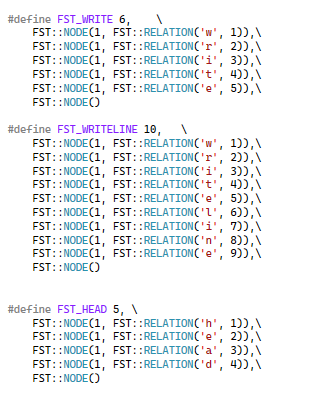 #define FST_WRITE 6,    \
    FST::NODE(1, FST::RELATION('w', 1)),\
    FST::NODE(1, FST::RELATION('r', 2)),\
    FST::NODE(1, FST::RELATION('i', 3)),\
    FST::NODE(1, FST::RELATION('t', 4)),\
    FST::NODE(1, FST::RELATION('e', 5)),\
    FST::NODE()
#define FST_WRITELINE 10,   \
    FST::NODE(1, FST::RELATION('w', 1)),\
    FST::NODE(1, FST::RELATION('r', 2)),\
    FST::NODE(1, FST::RELATION('i', 3)),\
    FST::NODE(1, FST::RELATION('t', 4)),\
    FST::NODE(1, FST::RELATION('e', 5)),\
    FST::NODE(1, FST::RELATION('l', 6)),\
    FST::NODE(1, FST::RELATION('i', 7)),\
    FST::NODE(1, FST::RELATION('n', 8)),\
    FST::NODE(1, FST::RELATION('e', 9)),\
    FST::NODE()
#define FST_HEAD 5, \
    FST::NODE(1, FST::RELATION('h', 1)),\
    FST::NODE(1, FST::RELATION('e', 2)),\
    FST::NODE(1, FST::RELATION('a', 3)),\
    FST::NODE(1, FST::RELATION('d', 4)),\
    FST::NODE()